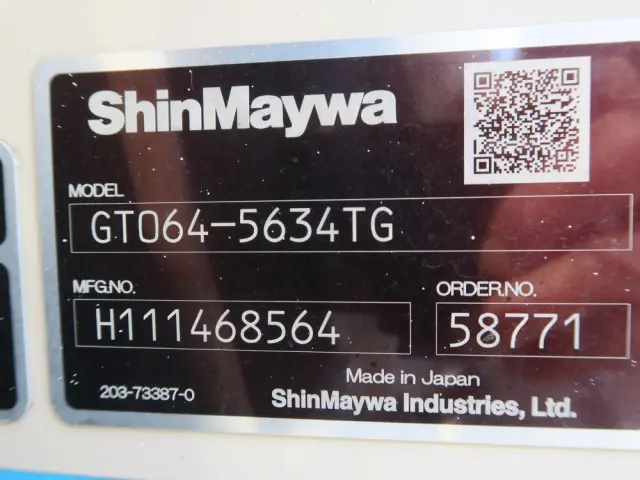 ShinMaywa
MODEL
GT064-5634TG
MFG.NO.
ORDER.NO.
H111468564
58771
Made in Japan
203-73387-0
ShinMaywa Industries, Ltd.